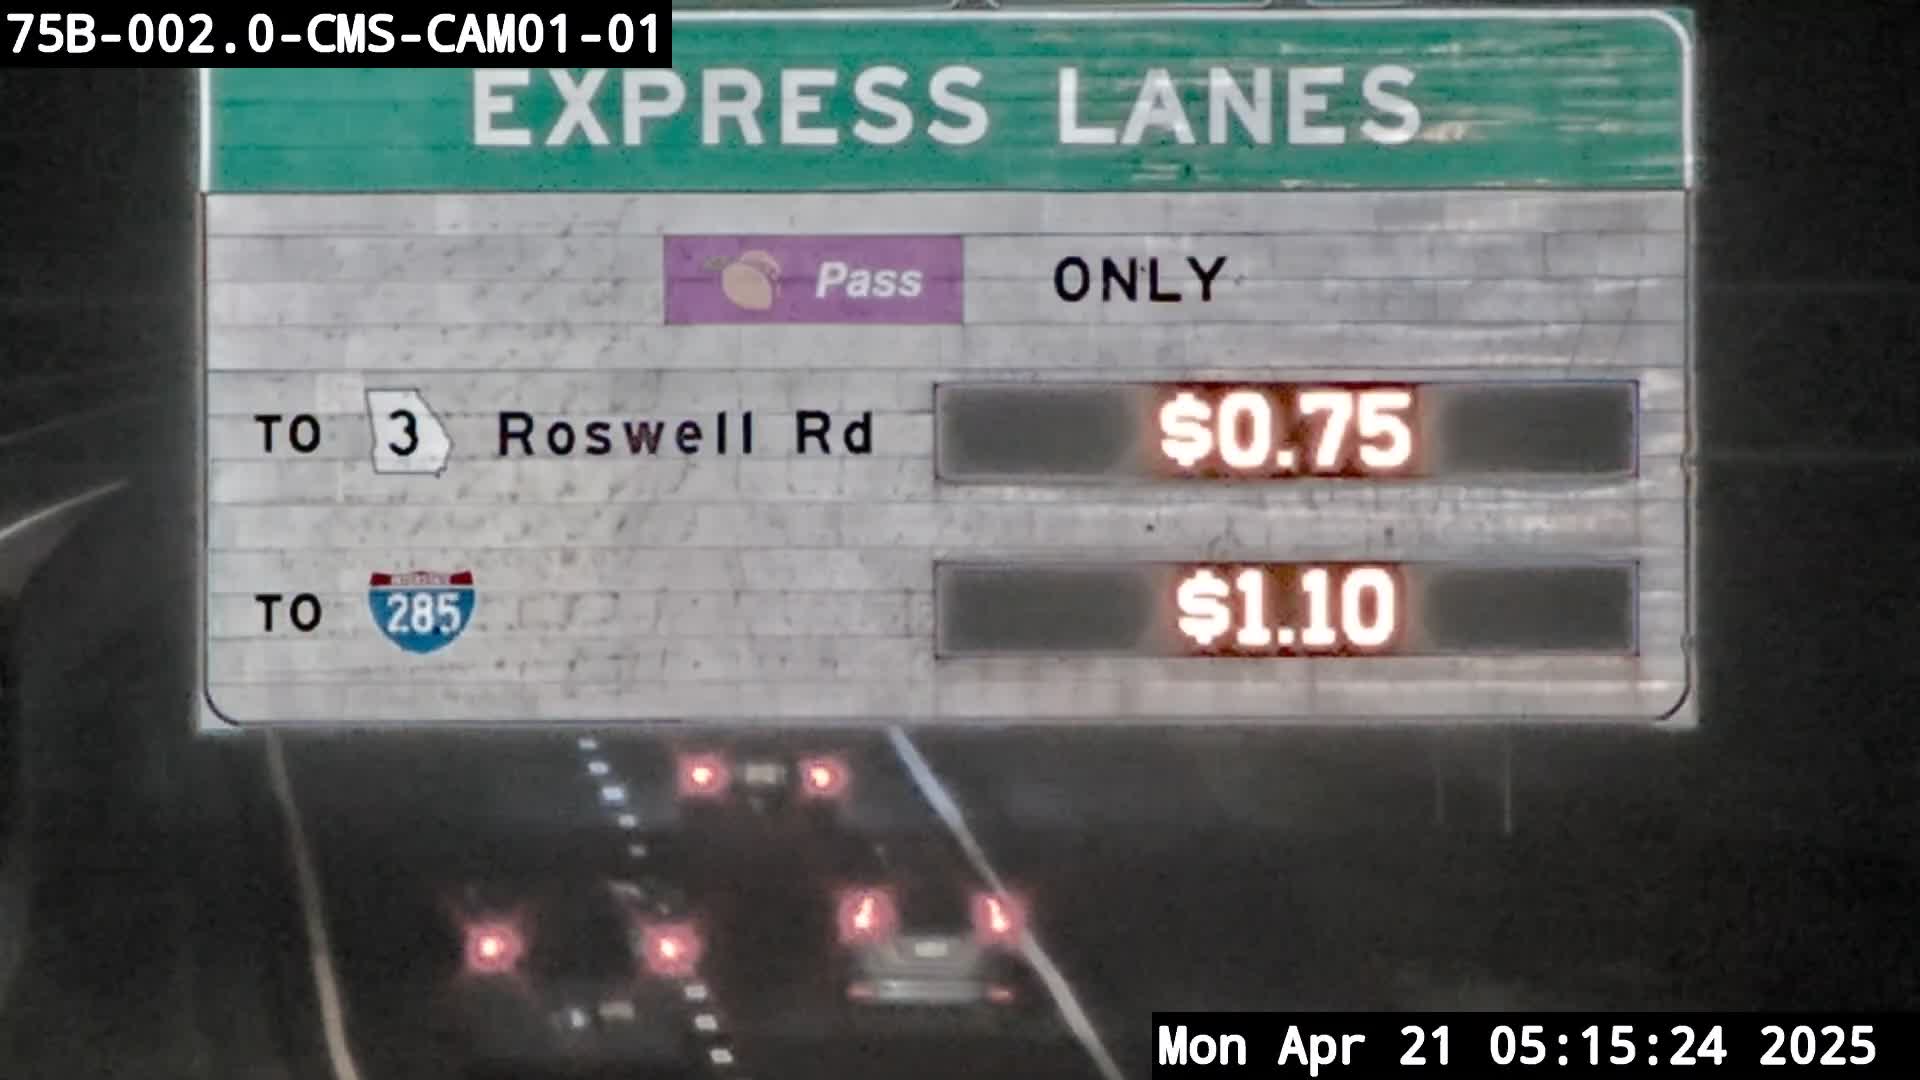 75B-002.0-CMS-CAM01-01
EXPRESS LANES
Pass ONLY
TO 3 Roswell Rd $0.75
INTERSTATE
TO 285 $1.10
Mon Apr 21 05:15:24 2025